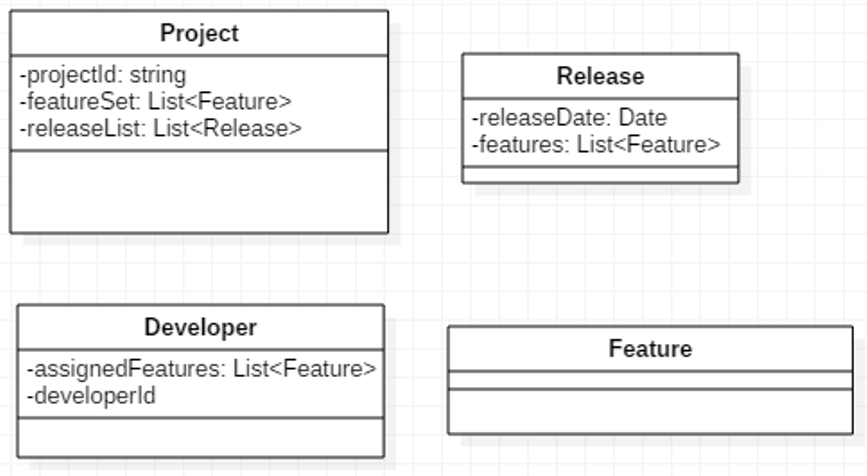 Project
-projectId: string
-featureSet: List<Feature>
-releaseList: List<Release>
Release
-releaseDate: Date
-features: List<Feature>
Developer
-assignedFeatures: List<Feature>
-developerId
Feature